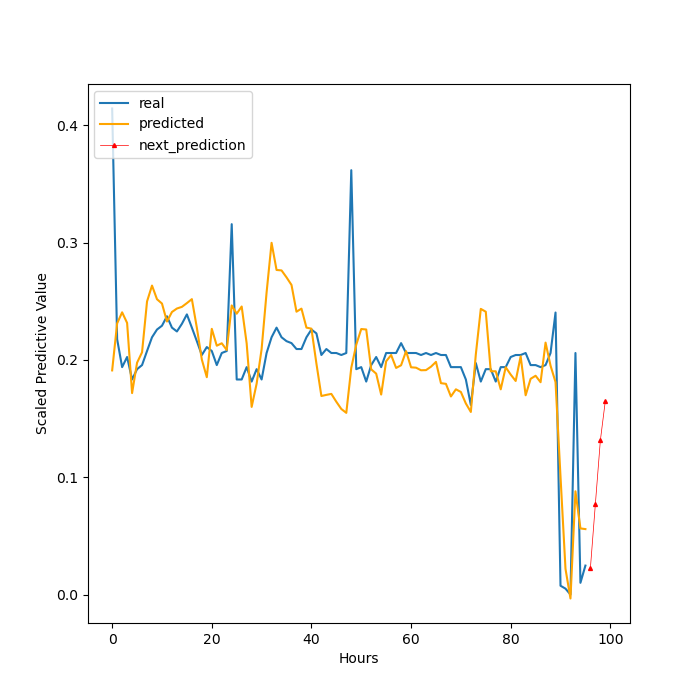 real
predicted
next_prediction
0.4
0.3
0.2
0.1
0.0
Scaled Predictive Value
0 20 40 60 80 100
Hours